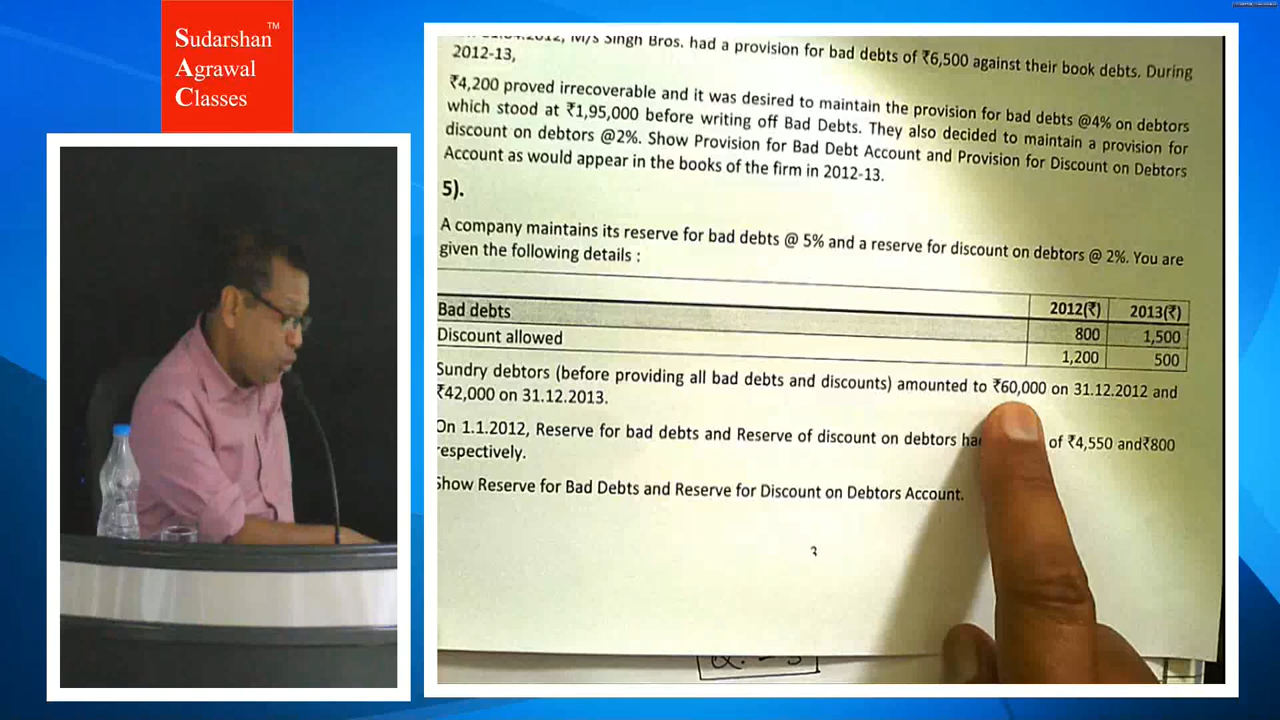 Sudarshan TM
Agrawal
Classes
M/s Singh Bros. had a provision for bad debts of ₹6,500 against their book debts. During
2012-13,
₹4,200 proved irrecoverable and it was desired to maintain the provision for bad debts @4% on debtors
which stood at ₹1,95,000 before writing off Bad Debts. They also decided to maintain a provision for
discount on debtors @2%. Show Provision for Bad Debt Account and Provision for Discount on Debtors
Account as would appear in the books of the firm in 2012-13.
5).
A company maintains its reserve for bad debts @ 5% and a reserve for discount on debtors @ 2%. You are
given the following details :
2012(₹) 2013(₹)
Bad debts 800 1,500
Discount allowed 1,200 500
Sundry debtors (before providing all bad debts and discounts) amounted to ₹60,000 on 31.12.2012 and
₹42,000 on 31.12.2013.
On 1.1.2012, Reserve for bad debts and Reserve of discount on debtors of ₹4,550 and₹800
respectively.
Show Reserve for Bad Debts and Reserve for Discount on Debtors Account.
3